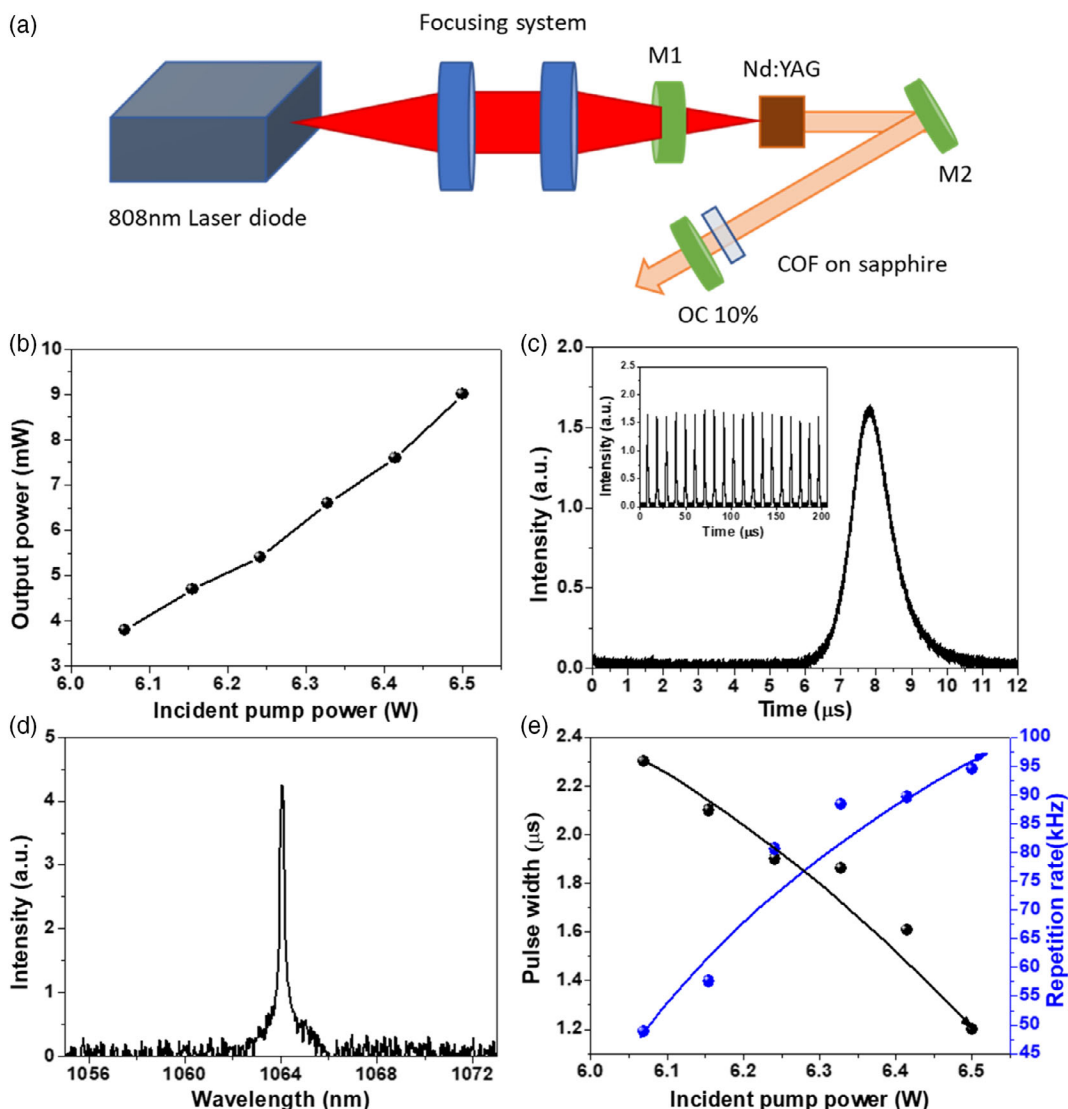 (a)
Focusing system
M1
Nd:YAG
M2
808nm Laser diode
COF on sapphire
OC 10%
(b)
10
9
8
7
6
5
4
3
Output power (mW)
6.0 6.1 6.2 6.3 6.4 6.5
Incident pump power (W)
(c)
2.0
1.5
1.0
0.5
0.0
Intensity (a.u.)
2.5
2.0
1.5
1.0
0.5
0.0
Intensity (a.u.)
0 50 100 150 200
Time (μs)
0 1 2 3 4 5 6 7 8 9 10 11 12
Time (μs)
(d)
5
4
3
2
1
0
Intensity (a.u.)
1056 1060 1064 1068 1072
Wavelength (nm)
(e)
2.4
2.2
2.0
1.8
1.6
1.4
1.2
Pulse width (μs)
100
95
90
85
80
75
70
65
60
55
50
45
Repetition rate(kHz)
6.0 6.1 6.2 6.3 6.4 6.5
Incident pump power (W)